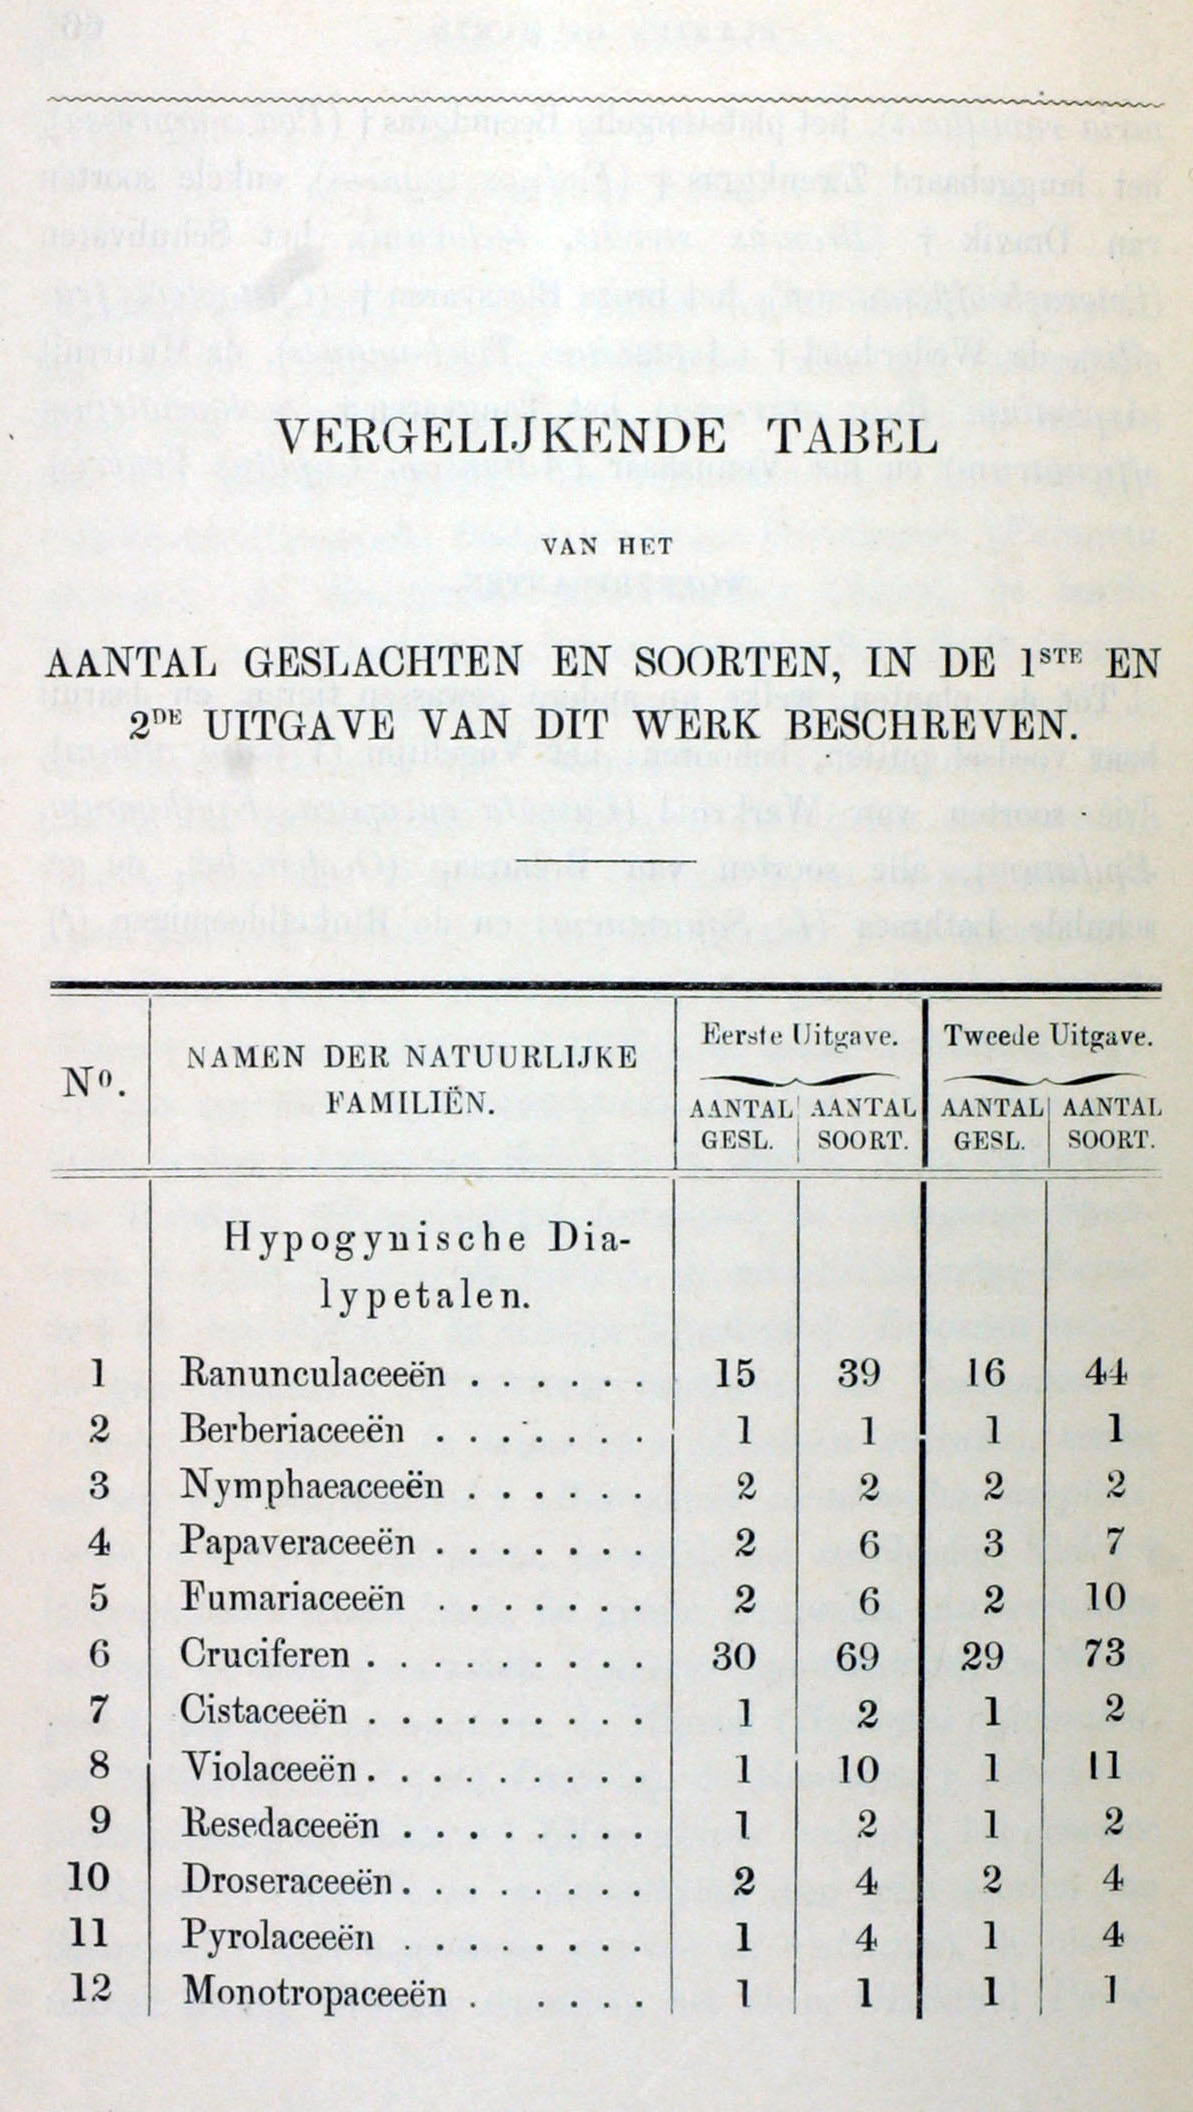 VERGELIJKENDE TABEL
VAN HET
AANTAL GESLACHTEN EN SOORTEN, IN DE 1STE EN
2DE UITGAVE VAN DIT WERK BESCHREVEN.
No. NAMEN DER NATUURLIJKE FAMILIËN. Eerste Uitgave. Tweede Uitgave.
AANTAL GESL. AANTAL SOORT. AANTAL GESL. AANTAL SOORT.
Hypogynische Dia-
lypetalen.
1 Ranunculaceeën . . . . . . 15 39 16 44
2 Berberiaceeën . . . . . . . 1 1 1 1
3 Nymphaeaceeën . . . . . . 2 2 2 2
4 Papaveraceeën . . . . . . . 2 6 3 7
5 Fumariaceeën . . . . . . . 2 6 2 10
6 Cruciferen . . . . . . . . . 30 69 29 73
7 Cistaceeën . . . . . . . . . 1 2 1 2
8 Violaceeën . . . . . . . . . 1 10 1 11
9 Resedaceeën . . . . . . . . 1 2 1 2
10 Droseraceeën . . . . . . . . 2 4 2 4
11 Pyrolaceeën . . . . . . . . 1 4 1 4
12 Monotropaceeën . . . . . 1 1 1 1